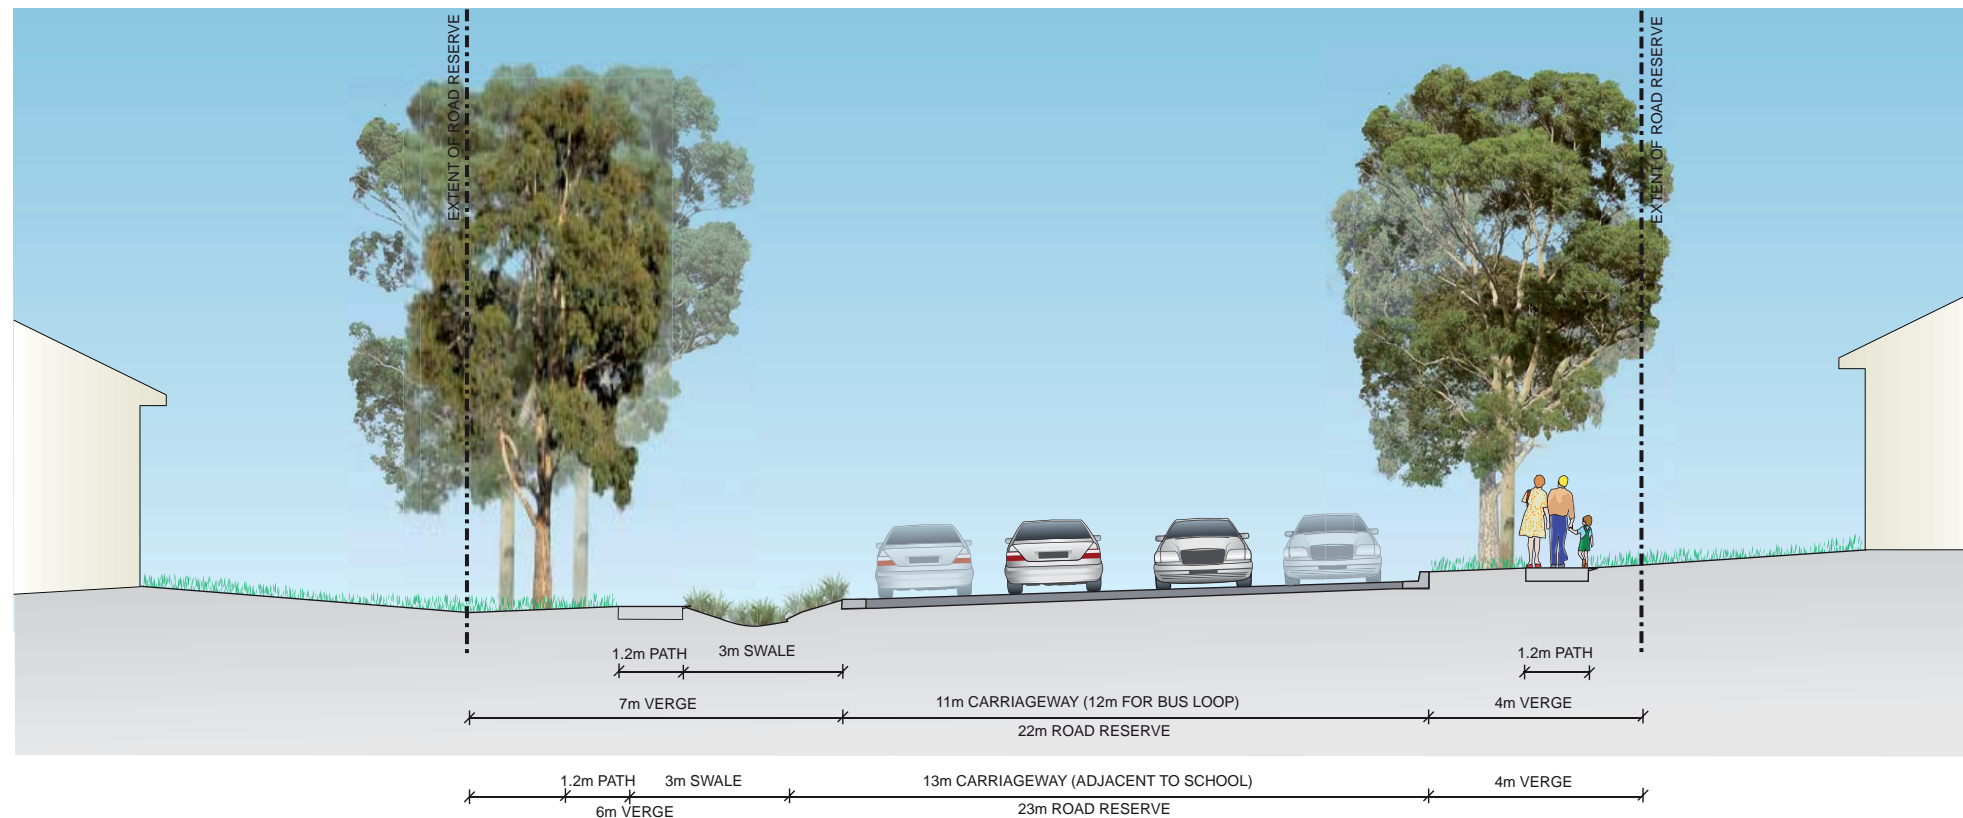 EXTENT OF ROAD RESERVE
EXTENT OF ROAD RESERVE
1.2m PATH
3m SWALE
1.2m PATH
7m VERGE
11m CARRIAGEWAY (12m FOR BUS LOOP)
4m VERGE
22m ROAD RESERVE
1.2m PATH
3m SWALE
13m CARRIAGEWAY (ADJACENT TO SCHOOL)
4m VERGE
6m VERGE
23m ROAD RESERVE